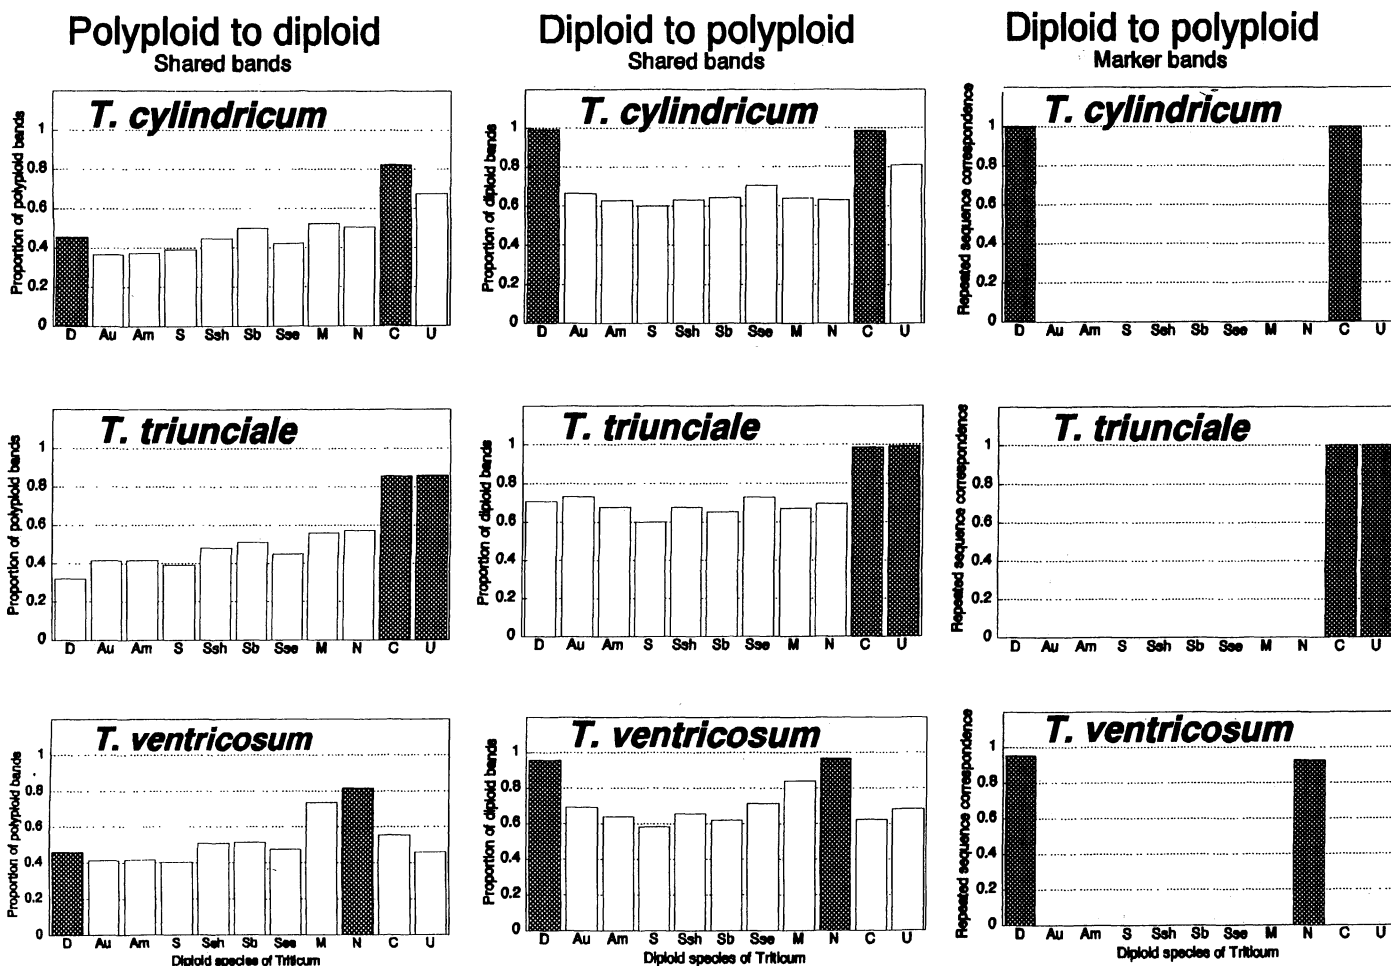 Polyploid to diploid
Shared bands
Diploid to polyploid
Shared bands
Diploid to polyploid
Marker bands
T. cylindricum
Proportion of polyploid bands
1
0.8
0.6
0.4
0.2
0
D Au Am S Ssh Sb Sse M N C U
T. cylindricum
Proportion of diploid bands
1
0.8
0.6
0.4
0.2
0
D Au Am S Ssh Sb Sse M N C U
T. cylindricum
Repeated sequence correspondence
1
0.8
0.6
0.4
0.2
0
D Au Am S Ssh Sb Sse M N C U
T. triunciale
Proportion of polyploid bands
1
0.8
0.6
0.4
0.2
0
D Au Am S Ssh Sb Sse M N C U
T. triunciale
Proportion of diploid bands
1
0.8
0.6
0.4
0.2
0
D Au Am S Ssh Sb Sse M N C U
T. triunciale
Repeated sequence correspondence
1
0.8
0.6
0.4
0.2
0
D Au Am S Ssh Sb Sse M N C U
T. ventricosum
Proportion of polyploid bands
1
0.8
0.6
0.4
0.2
0
D Au Am S Ssh Sb Sse M N C U
Diploid species of Triticum
T. ventricosum
Proportion of diploid bands
1
0.8
0.6
0.4
0.2
0
D Au Am S Ssh Sb Sse M N C U
Diploid species of Triticum
T. ventricosum
Repeated sequence correspondence
1
0.8
0.6
0.4
0.2
0
D Au Am S Ssh Sb Sse M N C U
Diploid species of Triticum